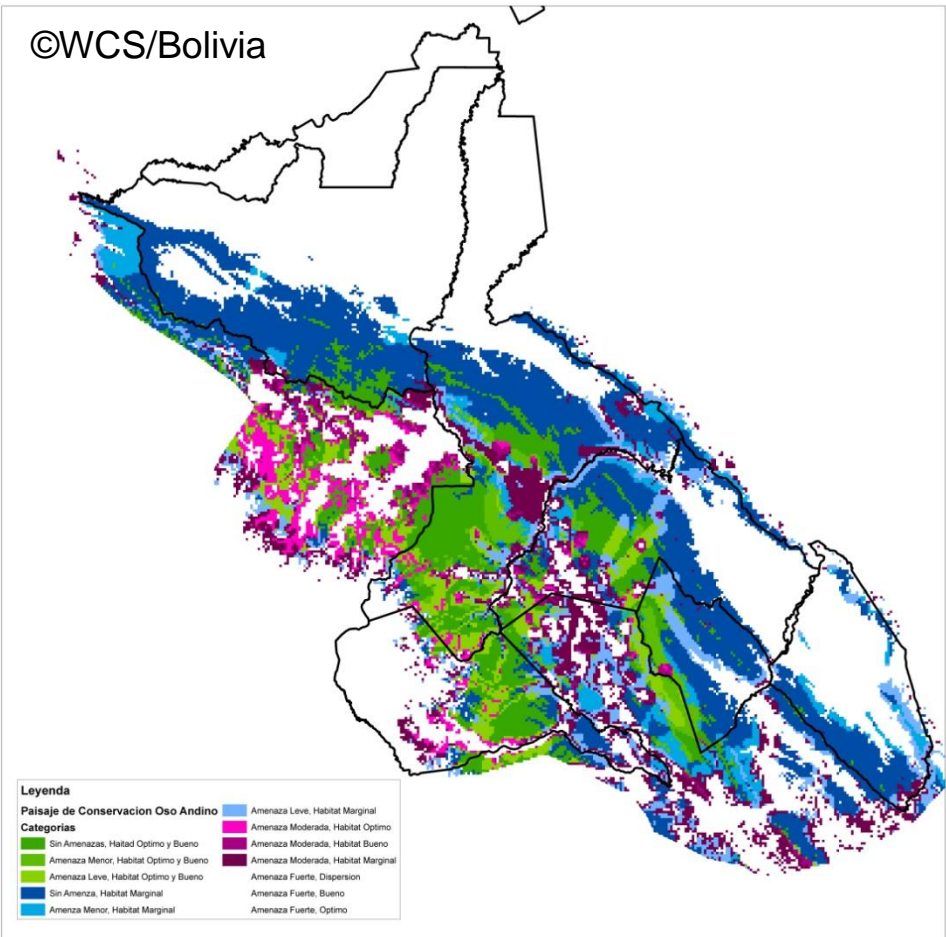 ©WCS/Bolivia
Leyenda
Paisaje de Conservacion Oso Andino
Categorías
Sin Amenazas, Haitad Optimo y Bueno
Amenaza Menor, Habitat Optimo y Bueno
Amenaza Leve, Habitat Optimo y Bueno
Sin Amenza, Habitat Marginal
Amenza Menor, Habitat Marginal
Amenaza Leve, Habitat Marginal
Amenaza Moderada, Habitat Optimo
Amenaza Moderada, Habitat Bueno
Amenaza Moderada, Habitat Marginal
Amenaza Fuerte, Dispersion
Amenaza Fuerte, Bueno
Amenaza Fuerte, Optimo